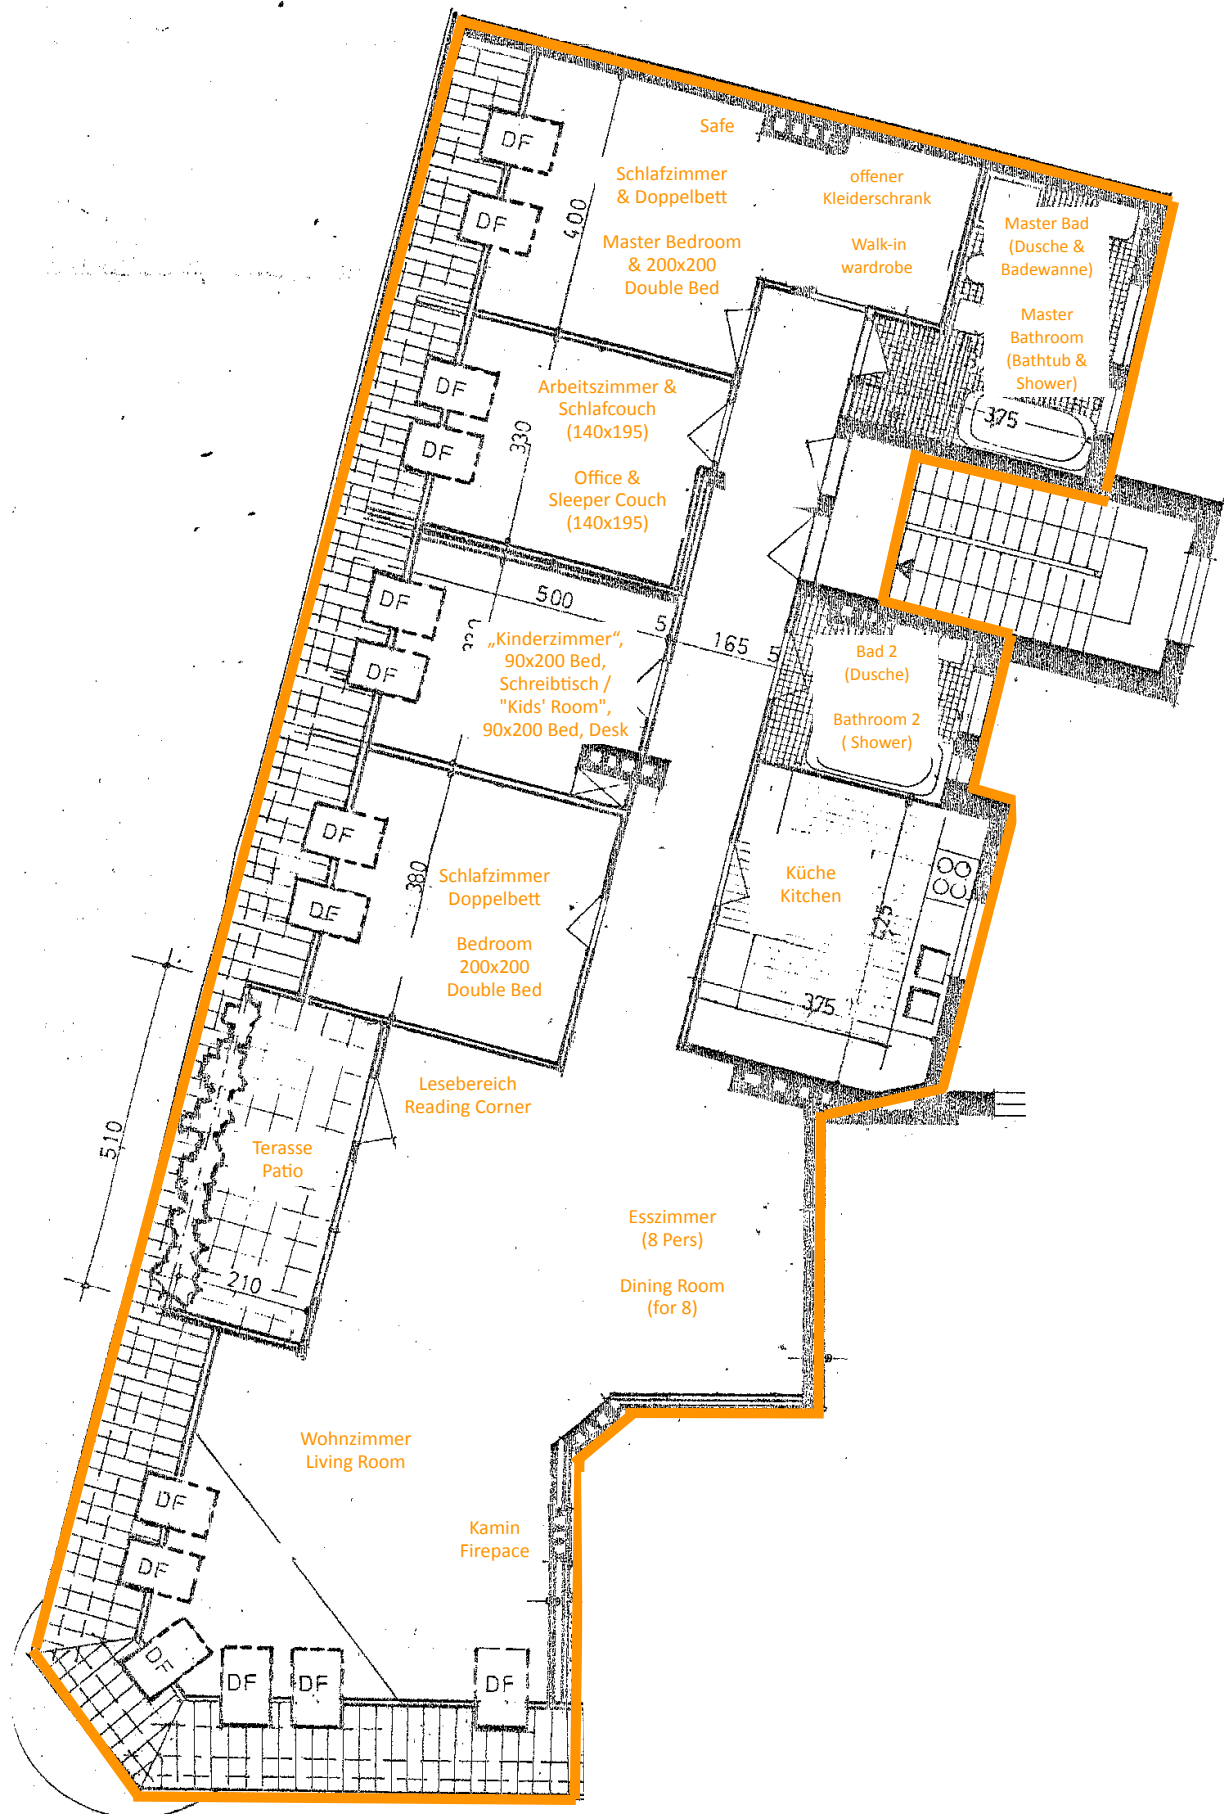 DF
DF
400
Safe
Schlafzimmer
& Doppelbett
Master Bedroom
& 200x200
Double Bed
offener
Kleiderschrank
Walk-in
wardrobe
Master Bad
(Dusche &
Badewanne)
Master
Bathroom
(Bathtub &
Shower)
375
DF
DF
330
Arbeitszimmer &
Schlafcouch
(140x195)
Office &
Sleeper Couch
(140x195)
DF
DF
500
5
165
5
„Kinderzimmer“,
90x200 Bed,
Schreibtisch /
"Kids' Room",
90x200 Bed, Desk
Bad 2
(Dusche)
Bathroom 2
( Shower)
DF
DF
380
Schlafzimmer
Doppelbett
Bedroom
200x200
Double Bed
Küche
Kitchen
425
375
510
Lesebereich
Reading Corner
Terasse
Patio
210
Esszimmer
(8 Pers)
Dining Room
(for 8)
Wohnzimmer
Living Room
Kamin
Firepace
DF
DF
DF
DF
DF
DF